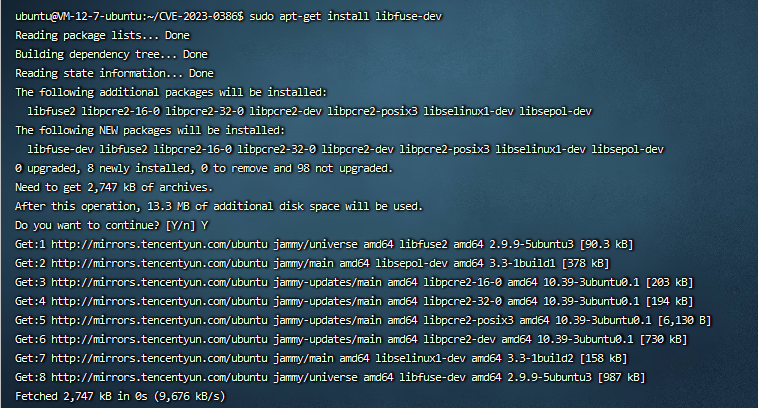 ubuntu@VM-12-7-ubuntu:~/CVE-2023-0386$ sudo apt-get install libfuse-dev
Reading package lists... Done
Building dependency tree... Done
Reading state information... Done
The following additional packages will be installed:
  libfuse2 libpcre2-16-0 libpcre2-32-0 libpcre2-dev libpcre2-posix3 libselinux1-dev libsepol-dev
The following NEW packages will be installed:
  libfuse-dev libfuse2 libpcre2-16-0 libpcre2-32-0 libpcre2-dev libpcre2-posix3 libselinux1-dev libsepol-dev
0 upgraded, 8 newly installed, 0 to remove and 98 not upgraded.
Need to get 2,747 kB of archives.
After this operation, 13.3 MB of additional disk space will be used.
Do you want to continue? [Y/n] Y
Get:1 http://mirrors.tencentyun.com/ubuntu jammy/universe amd64 libfuse2 amd64 2.9.9-5ubuntu3 [90.3 kB]
Get:2 http://mirrors.tencentyun.com/ubuntu jammy/main amd64 libsepol-dev amd64 3.3-1build1 [378 kB]
Get:3 http://mirrors.tencentyun.com/ubuntu jammy-updates/main amd64 libpcre2-16-0 amd64 10.39-3ubuntu0.1 [203 kB]
Get:4 http://mirrors.tencentyun.com/ubuntu jammy-updates/main amd64 libpcre2-32-0 amd64 10.39-3ubuntu0.1 [194 kB]
Get:5 http://mirrors.tencentyun.com/ubuntu jammy-updates/main amd64 libpcre2-posix3 amd64 10.39-3ubuntu0.1 [6,130 B]
Get:6 http://mirrors.tencentyun.com/ubuntu jammy-updates/main amd64 libpcre2-dev amd64 10.39-3ubuntu0.1 [730 kB]
Get:7 http://mirrors.tencentyun.com/ubuntu jammy/main amd64 libselinux1-dev amd64 3.3-1build2 [158 kB]
Get:8 http://mirrors.tencentyun.com/ubuntu jammy/universe amd64 libfuse-dev amd64 2.9.9-5ubuntu3 [987 kB]
Fetched 2,747 kB in 0s (9,676 kB/s)